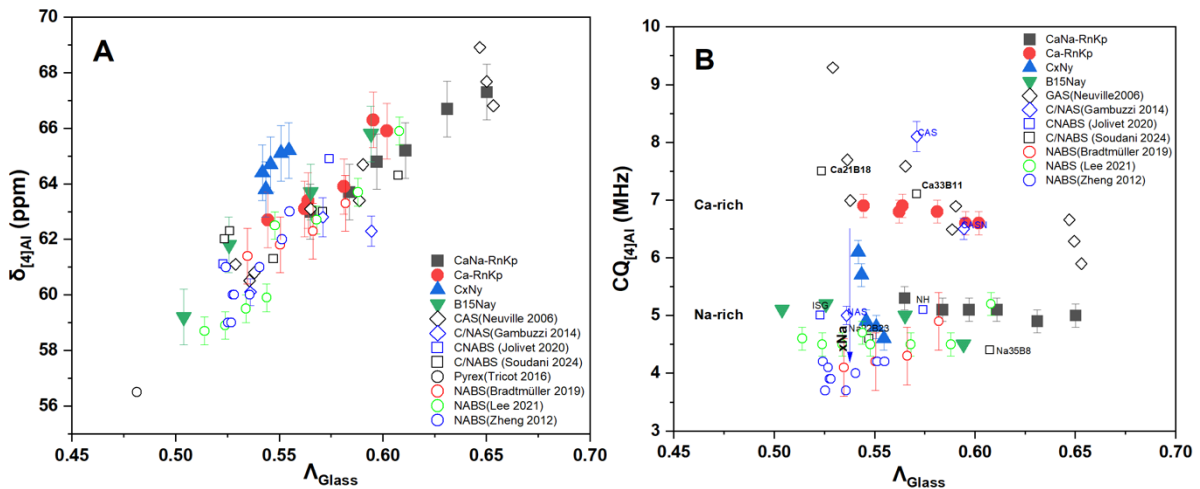 A
δ[4]Al (ppm)
70
68
66
64
62
60
58
56
0.45
0.50
0.55
0.60
0.65
0.70
ΛGlass
CaNa-RnKp
Ca-RnKp
CxNy
B15Nay
CAS(Neuville 2006)
C/NAS(Gambuzzi 2014)
CNABS (Jolivet 2020)
C/NABS (Soudani 2024)
Pyrex(Tricot 2016)
NABS(Bradtmüller 2019)
NABS(Lee 2021)
NABS(Zheng 2012)
B
CQ[4]Al (MHz)
10
9
8
7
6
5
4
3
0.45
0.50
0.55
0.60
0.65
0.70
ΛGlass
CaNa-RnKp
Ca-RnKp
CxNy
B15Nay
GAS(Neuville2006)
C/NAS(Gambuzzi 2014)
CNABS (Jolivet 2020)
C/NABS (Soudani 2024)
NABS(Bradtmüller 2019)
NABS (Lee 2021)
NABS(Zheng 2012)
CAS
Ca21B18
Ca33B11
Ca-rich
Na-rich
ISG
NAS
NH
xNa
Na35B8